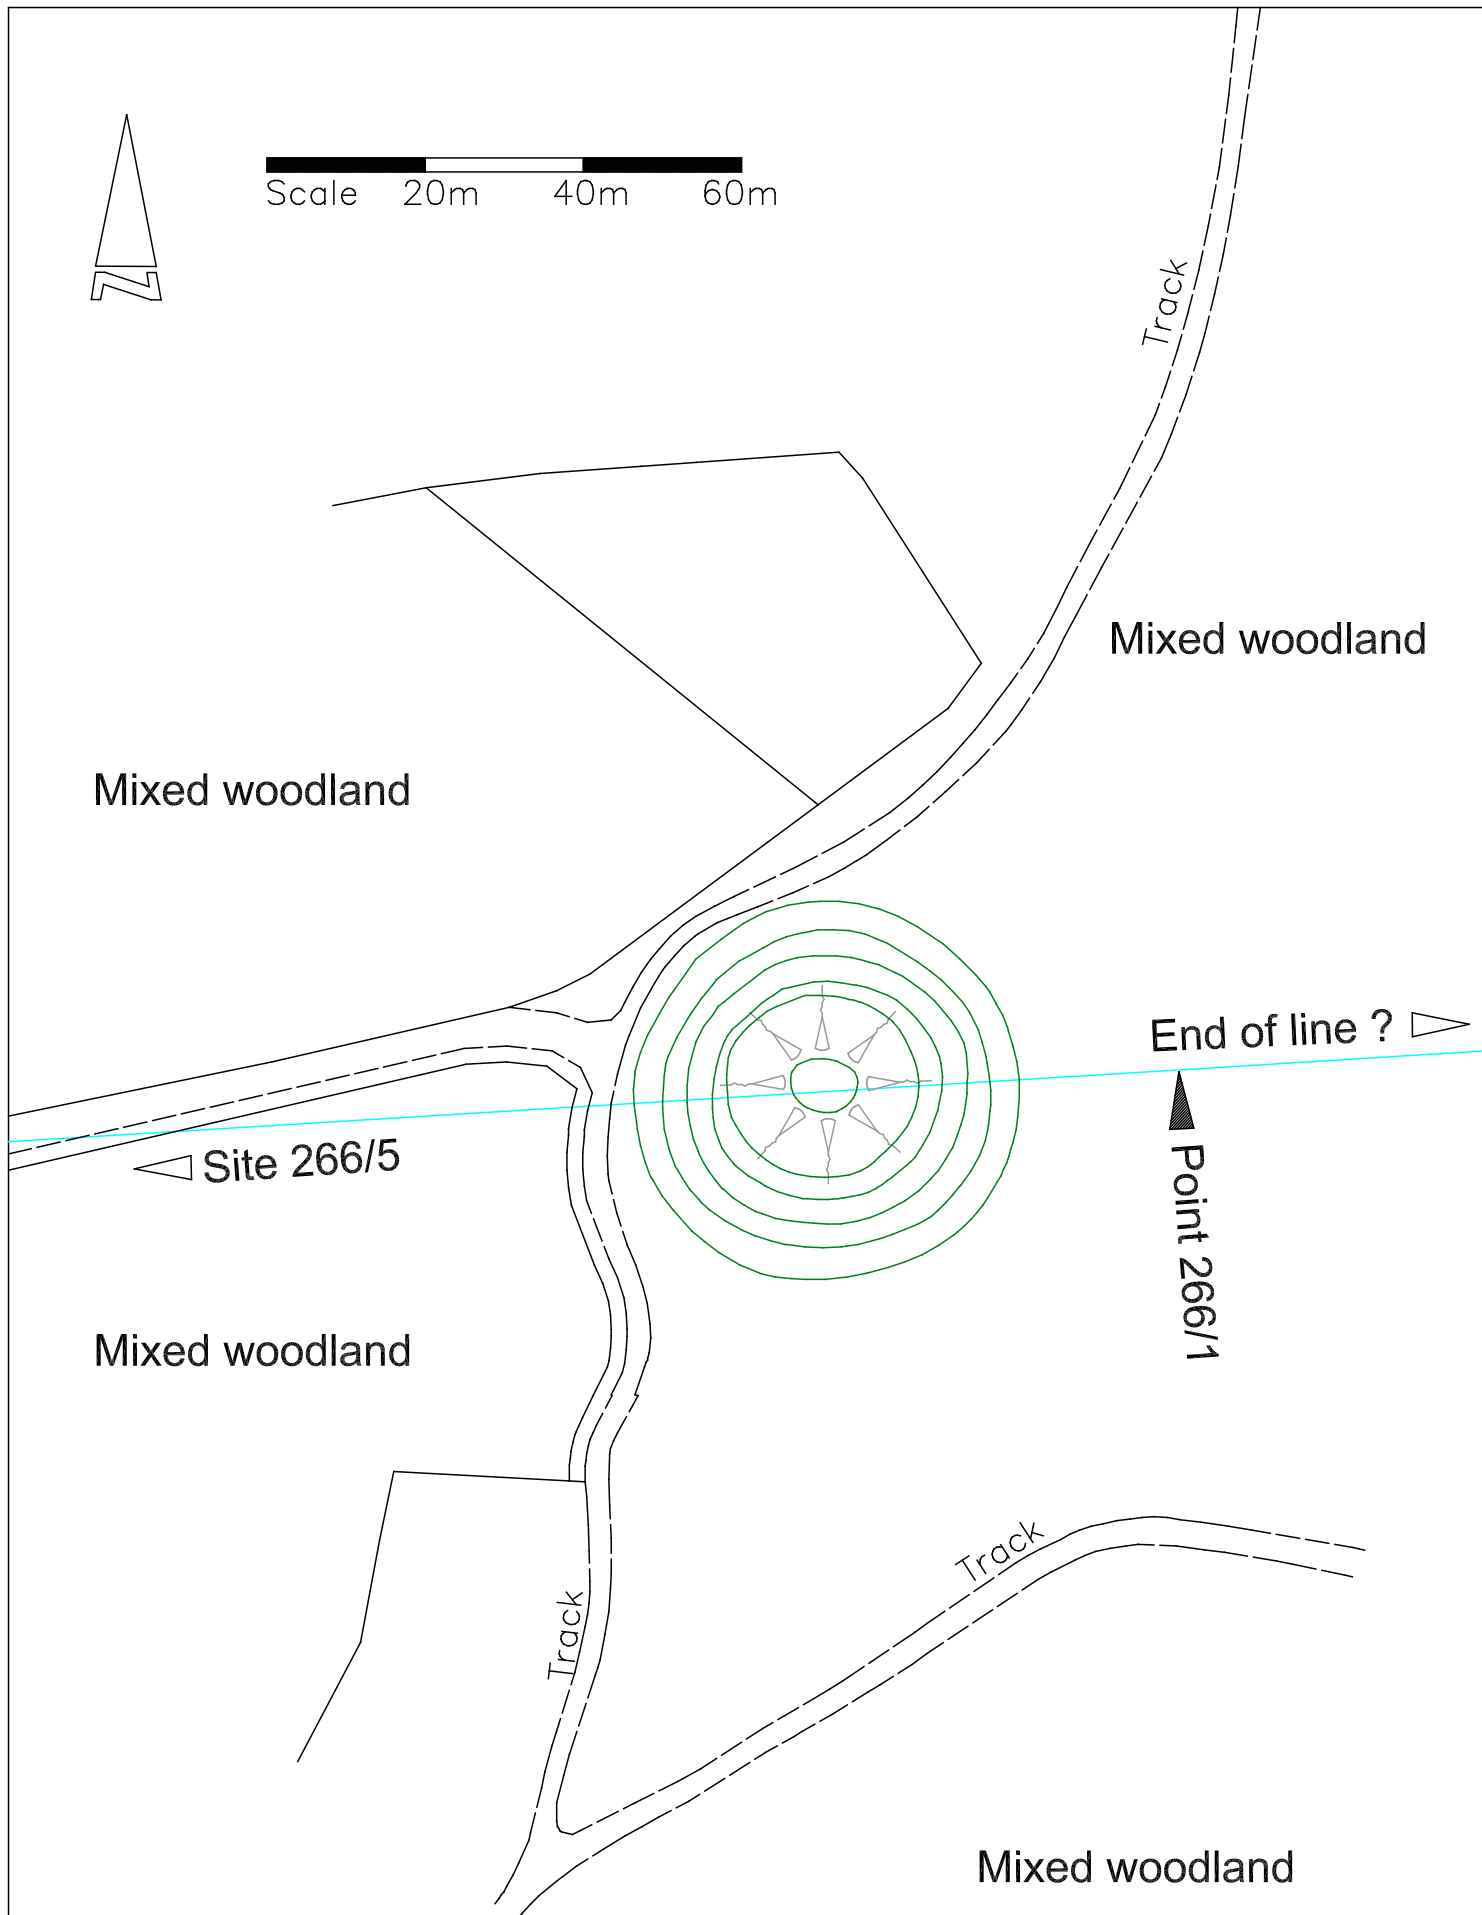 N
Scale 20m 40m 60m
Track
Mixed woodland
Mixed woodland
End of line ?
Site 266/5
Point 266/1
Mixed woodland
Track
Track
Mixed woodland